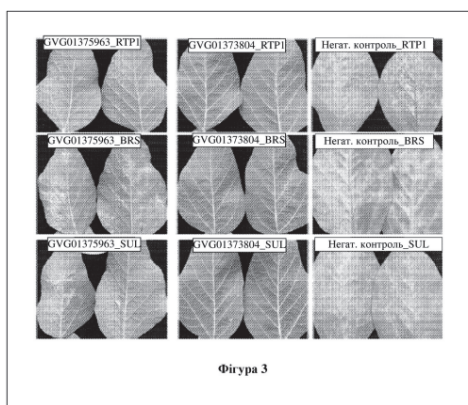 GVG01375963_RTP1 GVG01373804_RTP1 Негат. контроль_RTP1
GVG01375963_BRS GVG01373804_BRS Негат. контроль_BRS
GVG01375963_SUL GVG01373804_SUL Негат. контроль_SUL
Фігура 3